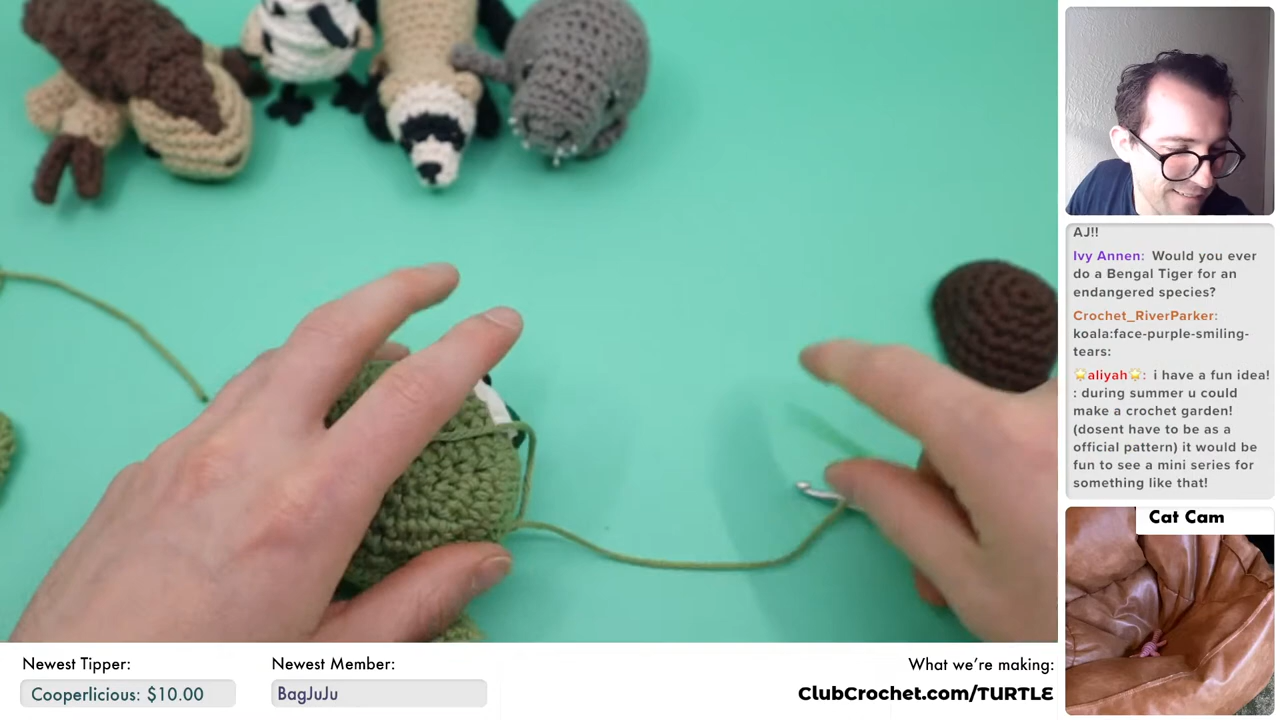 AJ!!
Ivy Annen: Would you ever
do a Bengal Tiger for an
endangered species?
Crochet_RiverParker:
koala:face-purple-smiling-
tears:
🌟aliyah🌟: i have a fun idea!
: during summer u could
make a crochet garden!
(dosent have to be as a
official pattern) it would be
fun to see a mini series for
something like that!
Cat Cam
Newest Tipper:
Cooperlicious: $10.00
Newest Member:
BagJuJu
What we're making:
ClubCrochet.com/TURTLE